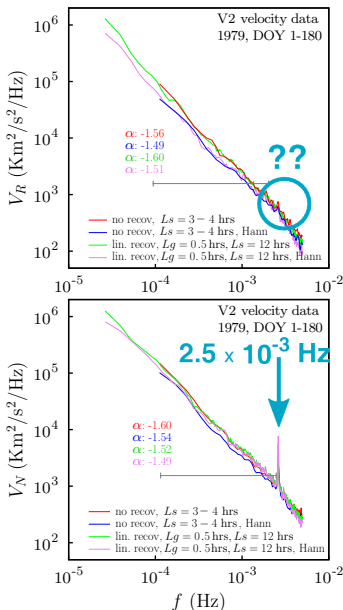 V2 velocity data
1979, DOY 1-180
10^6
10^5
10^4
10^3
10^2
V_R (Km²/s²/Hz)
α: -1.56
α: -1.49
α: -1.60
α: -1.51
??
no recov, Ls = 3 − 4 hrs
no recov, Ls = 3 − 4 hrs, Hann
lin. recov, Lg = 0.5 hrs, Ls = 12 hrs
lin. recov, Lg = 0.5 hrs, Ls = 12 hrs, Hann
10^-5 10^-4 10^-3 10^-2
V2 velocity data
1979, DOY 1-180
2.5 x 10^-3 Hz
10^6
10^5
10^4
10^3
10^2
V_N (Km²/s²/Hz)
α: -1.60
α: -1.54
α: -1.52
α: -1.49
no recov, Ls = 3 − 4 hrs
no recov, Ls = 3 − 4 hrs, Hann
lin. recov, Lg = 0.5 hrs, Ls = 12 hrs
lin. recov, Lg = 0.5 hrs, Ls = 12 hrs, Hann
10^-5 10^-4 10^-3 10^-2
f (Hz)